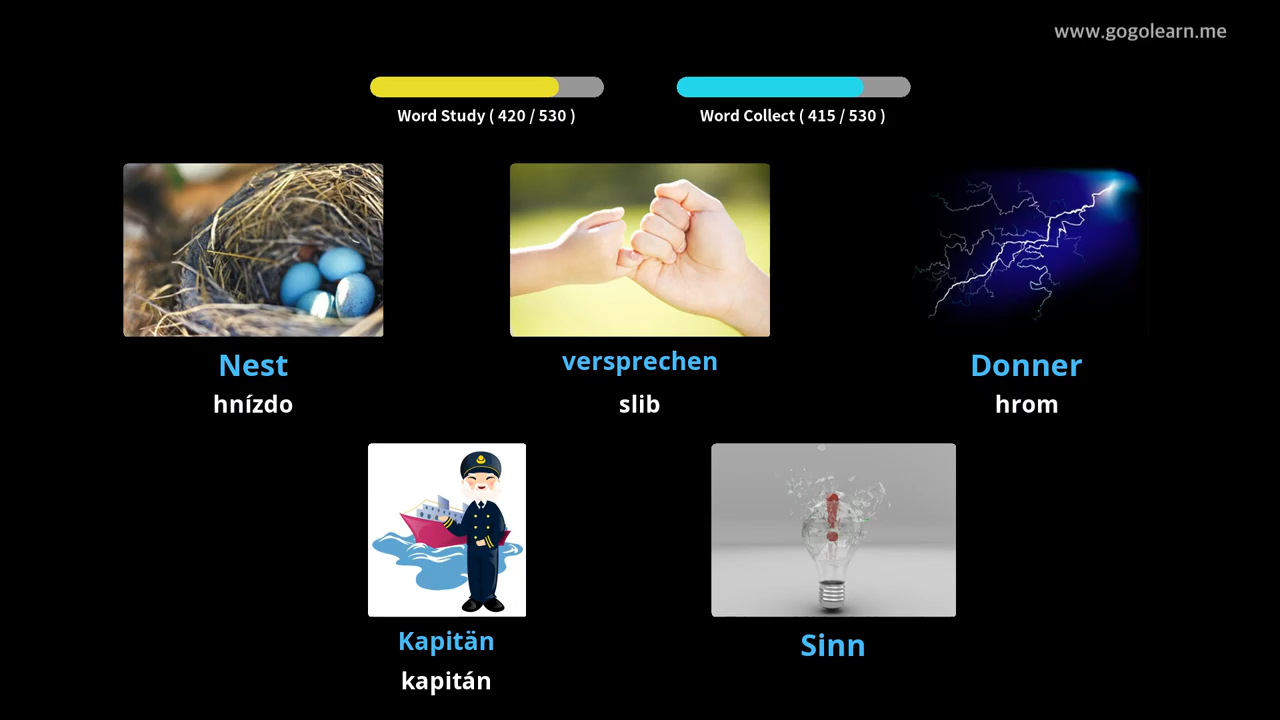 www.gogolearn.me
Word Study ( 420 / 530 )
Word Collect ( 415 / 530 )
Nest
hnízdo
versprechen
slib
Donner
hrom
Kapitän
kapitán
Sinn